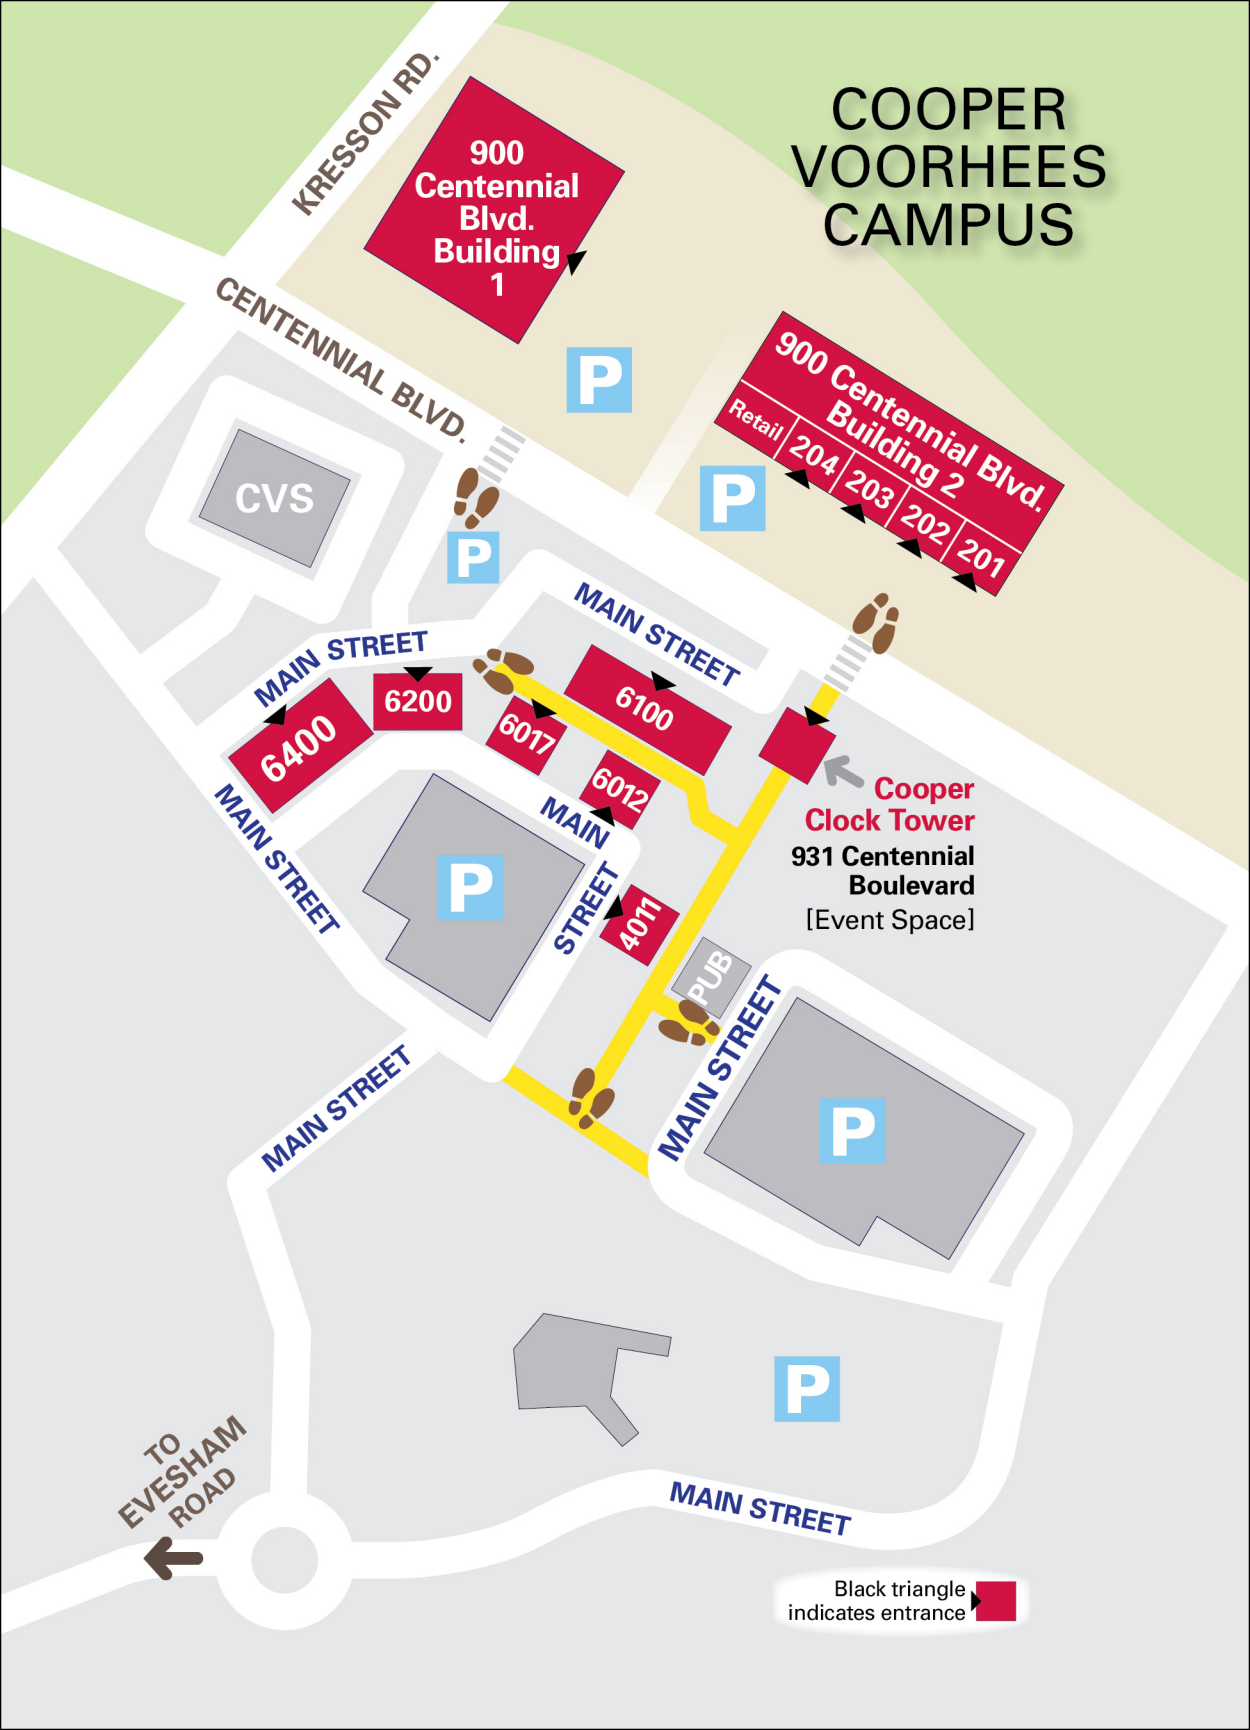 COOPER
VOORHEES
CAMPUS
KRESSON RD.
900
Centennial
Blvd.
Building
1
CENTENNIAL BLVD.
P
900 Centennial Blvd.
Building 2
Retail
204
203
202
201
P
CVS
P
MAIN STREET
MAIN STREET
6100
6200
6400
6017
6012
Cooper
Clock Tower
931 Centennial
Boulevard
[Event Space]
MAIN STREET
MAIN
STREET
P
4011
PUB
MAIN STREET
MAIN STREET
P
P
TO
EVESHAM
ROAD
MAIN STREET
Black triangle
indicates entrance